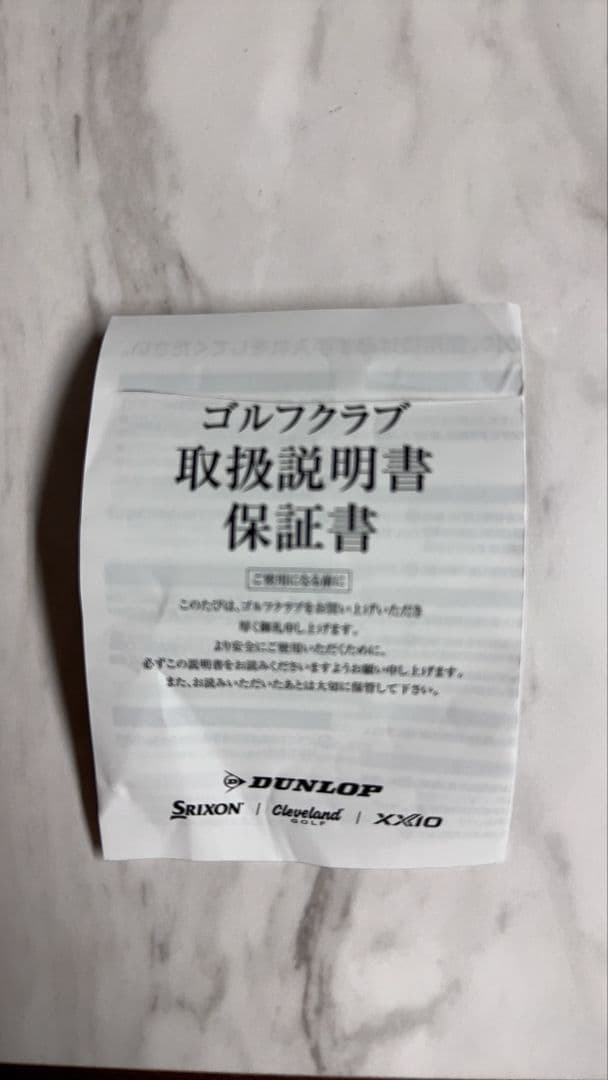 ゴルフクラブ
取扱説明書
保証書
ご使用になる前に
このたびは、ゴルフクラブをお買い上げいただき
厚く御礼申し上げます。
より安全にご使用いただくために、
必ずこの説明書をお読みくださいますようお願い申し上げます。
また、お読みいただいたあとは大切に保管して下さい。
DUNLOP
SRIXON | Cleveland GOLF | XXIO